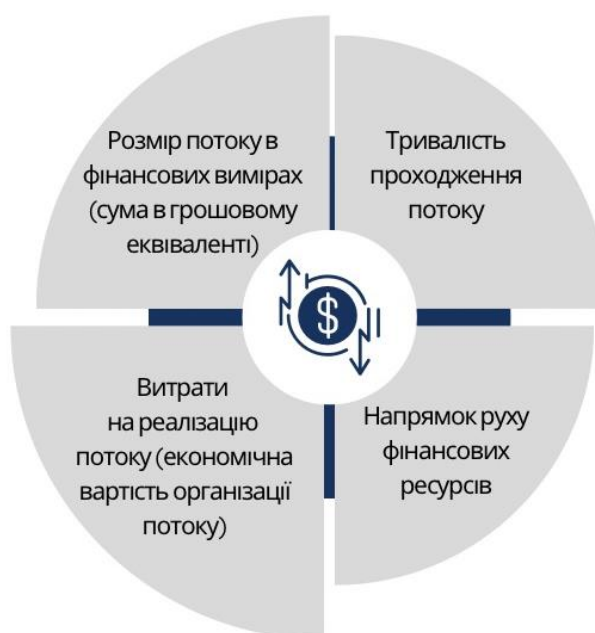 Розмір потоку в
фінансових вимірах
(сума в грошовому
еквіваленті)
Тривалість
проходження
потоку
$
Витрати
на реалізацію
потоку (економічна
вартість організації
потоку)
Напрямок руху
фінансових
ресурсів